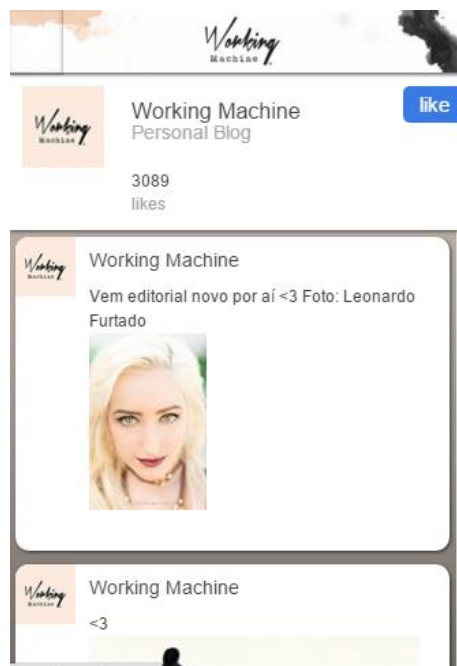 Working
Machine
Working
Machine
Working Machine
Personal Blog
like
3089
likes
Working
Machine
Working Machine
Vem editorial novo por aí <3 Foto: Leonardo
Furtado
Working
Machine
Working Machine
<3